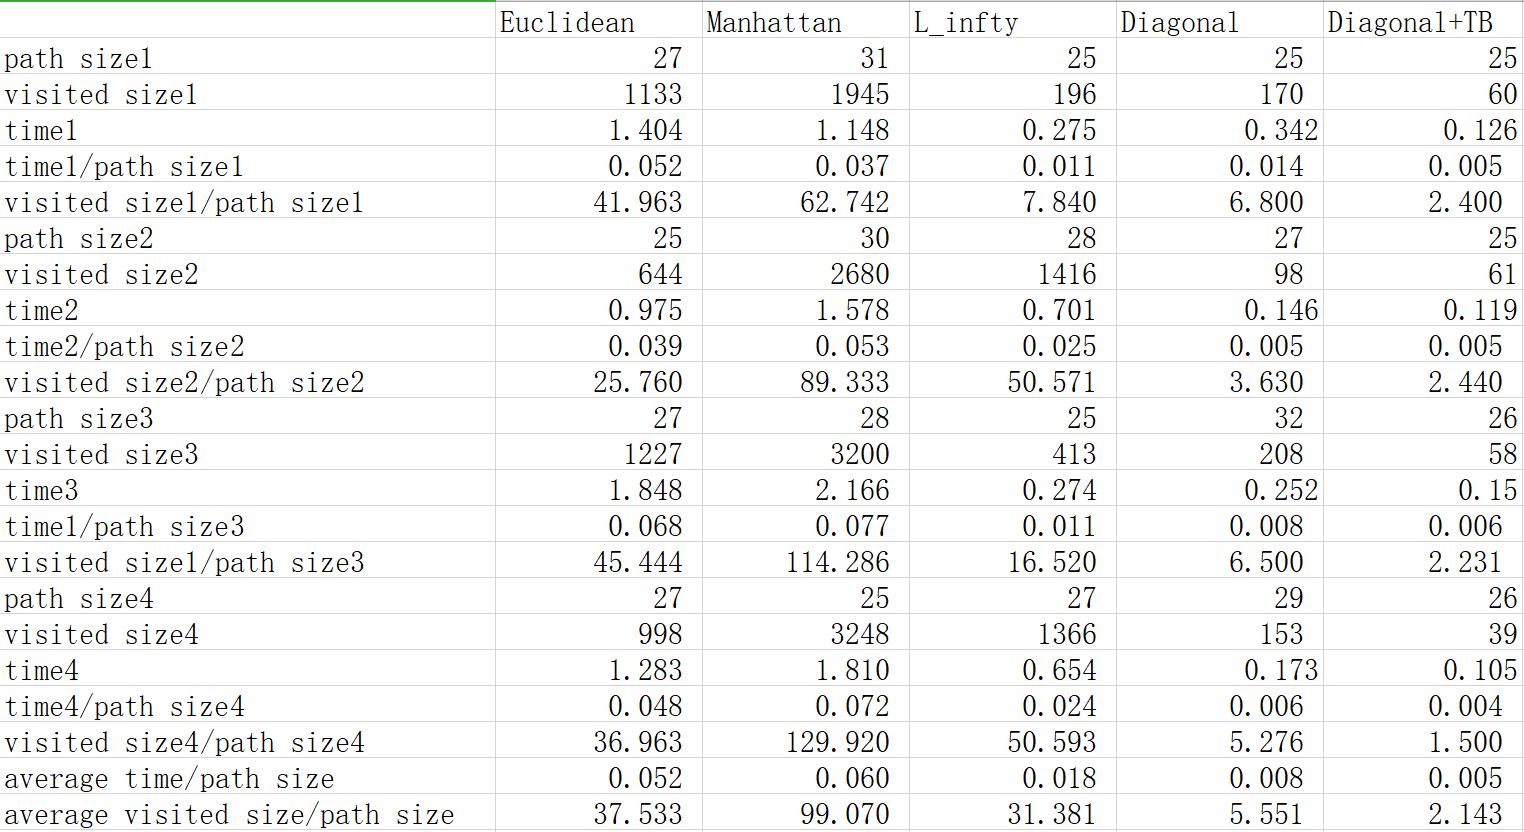 Euclidean Manhattan L_infty Diagonal Diagonal+TB
path size1 27 31 25 25 25
visited size1 1133 1945 196 170 60
time1 1.404 1.148 0.275 0.342 0.126
time1/path size1 0.052 0.037 0.011 0.014 0.005
visited size1/path size1 41.963 62.742 7.840 6.800 2.400
path size2 25 30 28 27 25
visited size2 644 2680 1416 98 61
time2 0.975 1.578 0.701 0.146 0.119
time2/path size2 0.039 0.053 0.025 0.005 0.005
visited size2/path size2 25.760 89.333 50.571 3.630 2.440
path size3 27 28 25 32 26
visited size3 1227 3200 413 208 58
time3 1.848 2.166 0.274 0.252 0.15
time1/path size3 0.068 0.077 0.011 0.008 0.006
visited size1/path size3 45.444 114.286 16.520 6.500 2.231
path size4 27 25 27 29 26
visited size4 998 3248 1366 153 39
time4 1.283 1.810 0.654 0.173 0.105
time4/path size4 0.048 0.072 0.024 0.006 0.004
visited size4/path size4 36.963 129.920 50.593 5.276 1.500
average time/path size 0.052 0.060 0.018 0.008 0.005
average visited size/path size 37.533 99.070 31.381 5.551 2.143